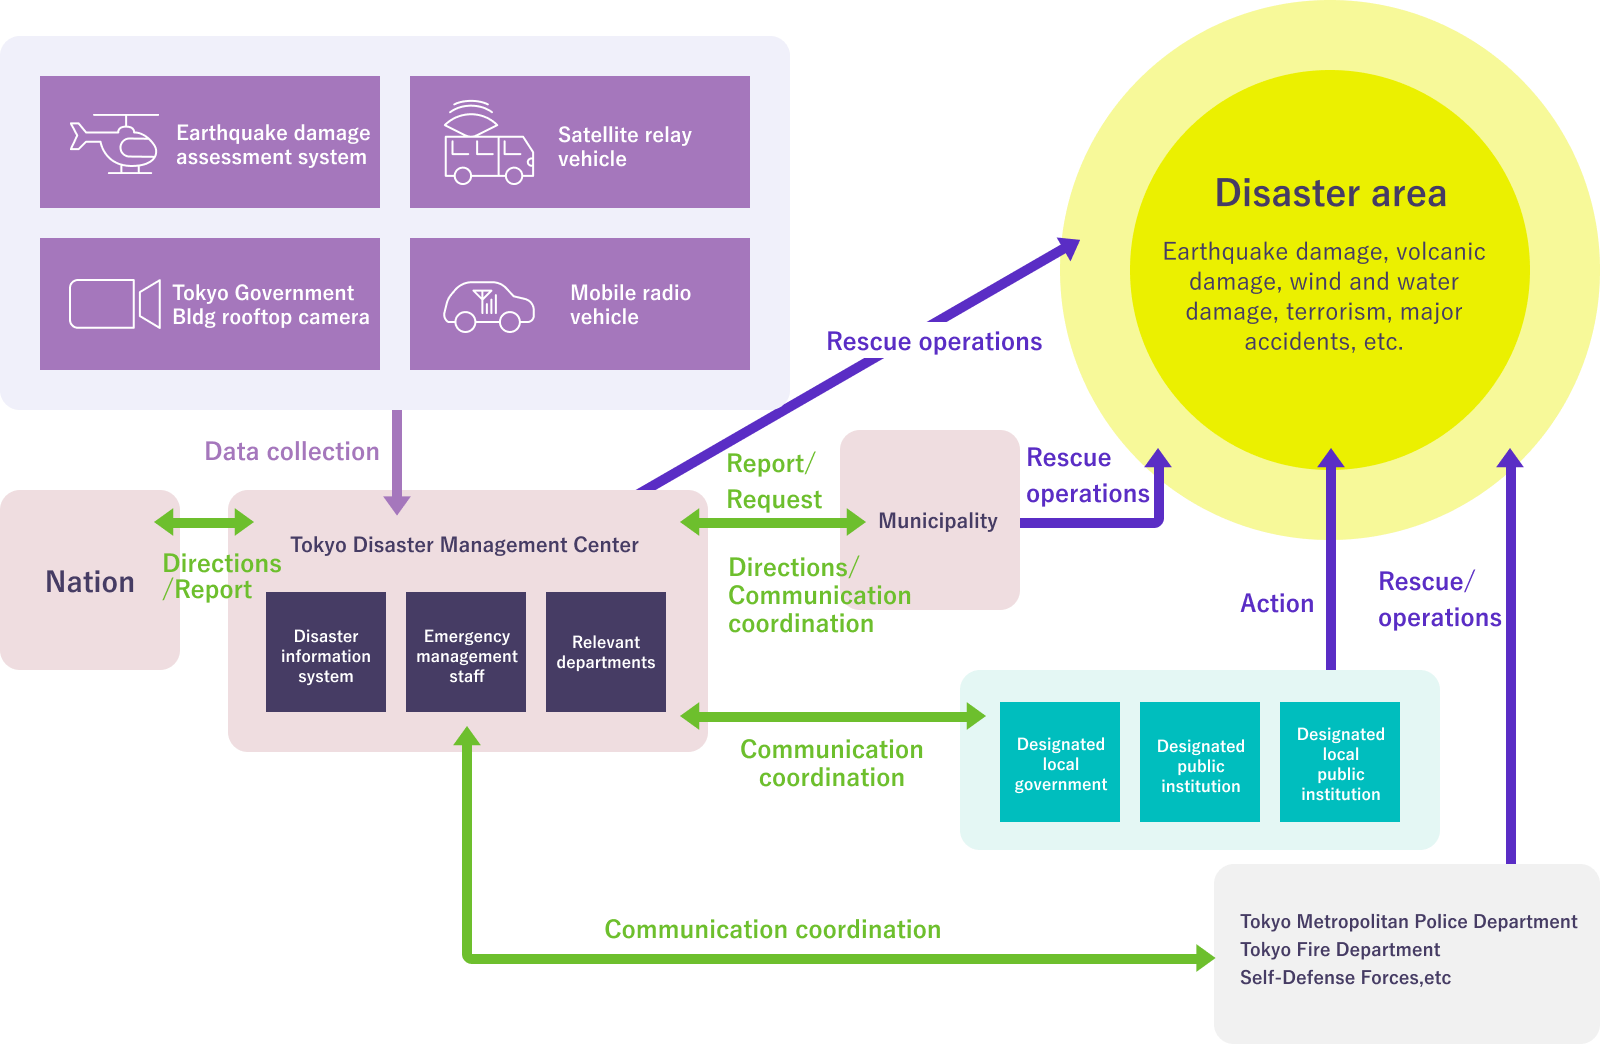 Earthquake damage
assessment system
Satellite relay
vehicle
Tokyo Government
Bldg rooftop camera
Mobile radio
vehicle
Disaster area
Earthquake damage, volcanic
damage, wind and water
damage, terrorism, major
accidents, etc.
Rescue operations
Data collection
Report/
Request
Rescue
operations
Nation
Directions
/Report
Tokyo Disaster Management Center
Disaster
information
system
Emergency
management
staff
Relevant
departments
Municipality
Directions/
Communication
coordination
Action
Rescue/
operations
Communication
coordination
Designated
local
government
Designated
public
institution
Designated
local
public
institution
Communication coordination
Tokyo Metropolitan Police Department
Tokyo Fire Department
Self-Defense Forces,etc